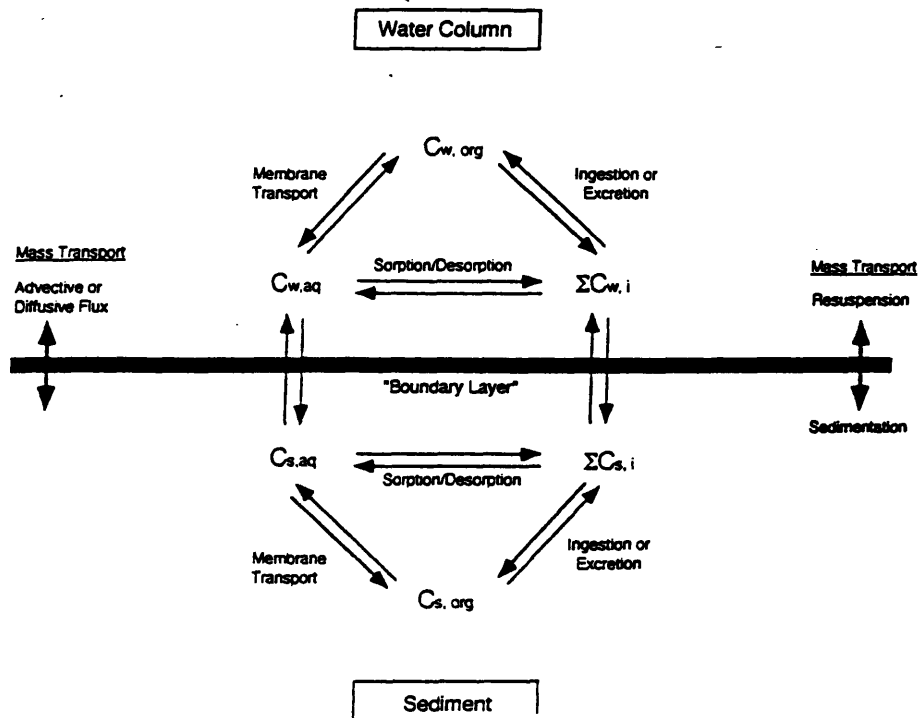 Water Column
Cw, org
Membrane
Transport
Ingestion or
Excretion
Mass Transport
Advective or
Diffusive Flux
Cw,aq
Sorption/Desorption
ΣCw, i
Mass Transport
Resuspension
"Boundary Layer"
Sedimentation
Cs,aq
Sorption/Desorption
ΣCs, i
Membrane
Transport
Ingestion or
Excretion
Cs, org
Sediment